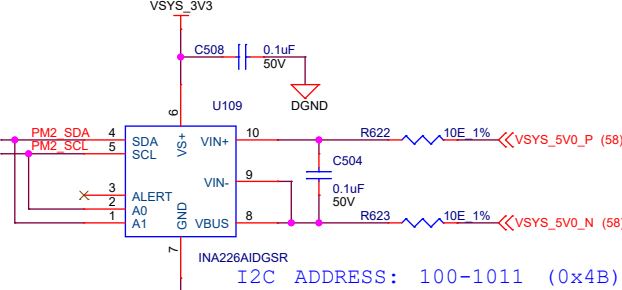 VSYS_3V3
C508
0.1uF
50V
DGND
U109
6
VS+
PM2_SDA
4
SDA
VIN+
10
R622
10E_1%
VSYS_5V0_P (58)
PM2_SCL
5
SCL
C504
0.1uF
50V
VIN-
9
3
ALERT
2
A0
1
A1
GND
VBUS
8
R623
10E_1%
VSYS_5V0_N (58)
7
INA226AIDGSR
I2C ADDRESS: 100-1011 (0x4B)